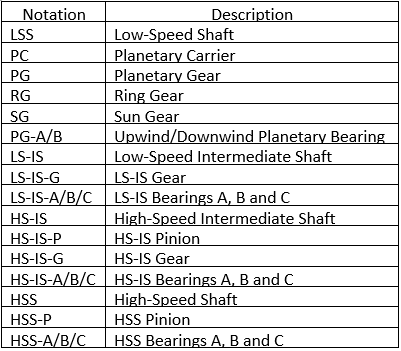 Notation Description
LSS Low-Speed Shaft
PC Planetary Carrier
PG Planetary Gear
RG Ring Gear
SG Sun Gear
PG-A/B Upwind/Downwind Planetary Bearing
LS-IS Low-Speed Intermediate Shaft
LS-IS-G LS-IS Gear
LS-IS-A/B/C LS-IS Bearings A, B and C
HS-IS High-Speed Intermediate Shaft
HS-IS-P HS-IS Pinion
HS-IS-G HS-IS Gear
HS-IS-A/B/C HS-IS Bearings A, B and C
HSS High-Speed Shaft
HSS-P HSS Pinion
HSS-A/B/C HSS Bearings A, B and C